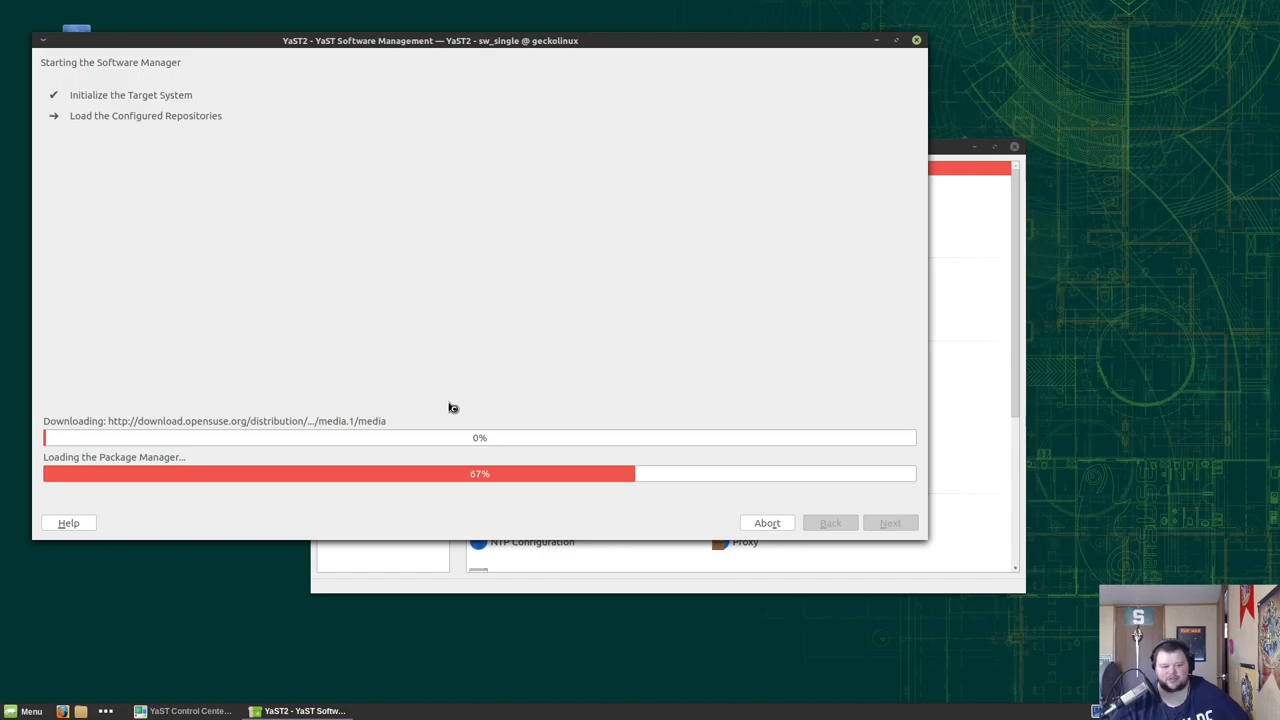 YaST2 - YaST Software Management — YaST2 - sw_single @ geckolinux
Starting the Software Manager
✔ Initialize the Target System
➔ Load the Configured Repositories
Downloading: http://download.opensuse.org/distribution/.../media.1/media
0%
Loading the Package Manager...
67%
Help
Abort
Back
Next
NTP Configuration
Proxy
S
Menu
YaST Control Cente...
YaST2 - YaST Softw...